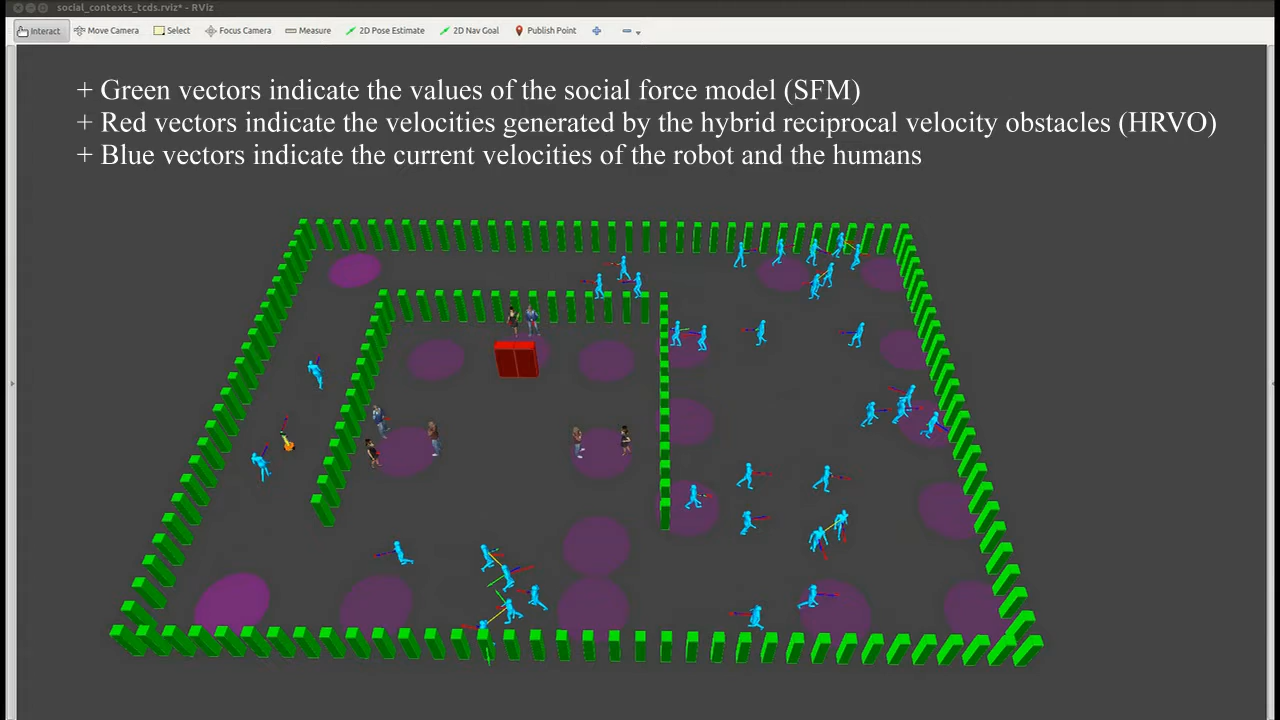 social_contexts_tcds.rviz* - RViz
Interact Move Camera Select Focus Camera Measure 2D Pose Estimate 2D Nav Goal Publish Point
+ Green vectors indicate the values of the social force model (SFM)
+ Red vectors indicate the velocities generated by the hybrid reciprocal velocity obstacles (HRVO)
+ Blue vectors indicate the current velocities of the robot and the humans